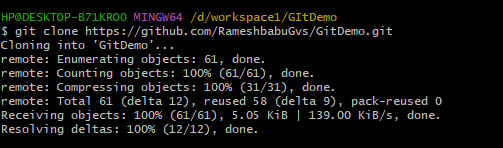 HP@DESKTOP-B71KROO MINGW64 /d/workspace1/GItDemo
$ git clone https://github.com/RameshbabuGvs/GitDemo.git
Cloning into 'GitDemo'...
remote: Enumerating objects: 61, done.
remote: Counting objects: 100% (61/61), done.
remote: Compressing objects: 100% (31/31), done.
remote: Total 61 (delta 12), reused 58 (delta 9), pack-reused 0
Receiving objects: 100% (61/61), 5.05 KiB | 139.00 KiB/s, done.
Resolving deltas: 100% (12/12), done.